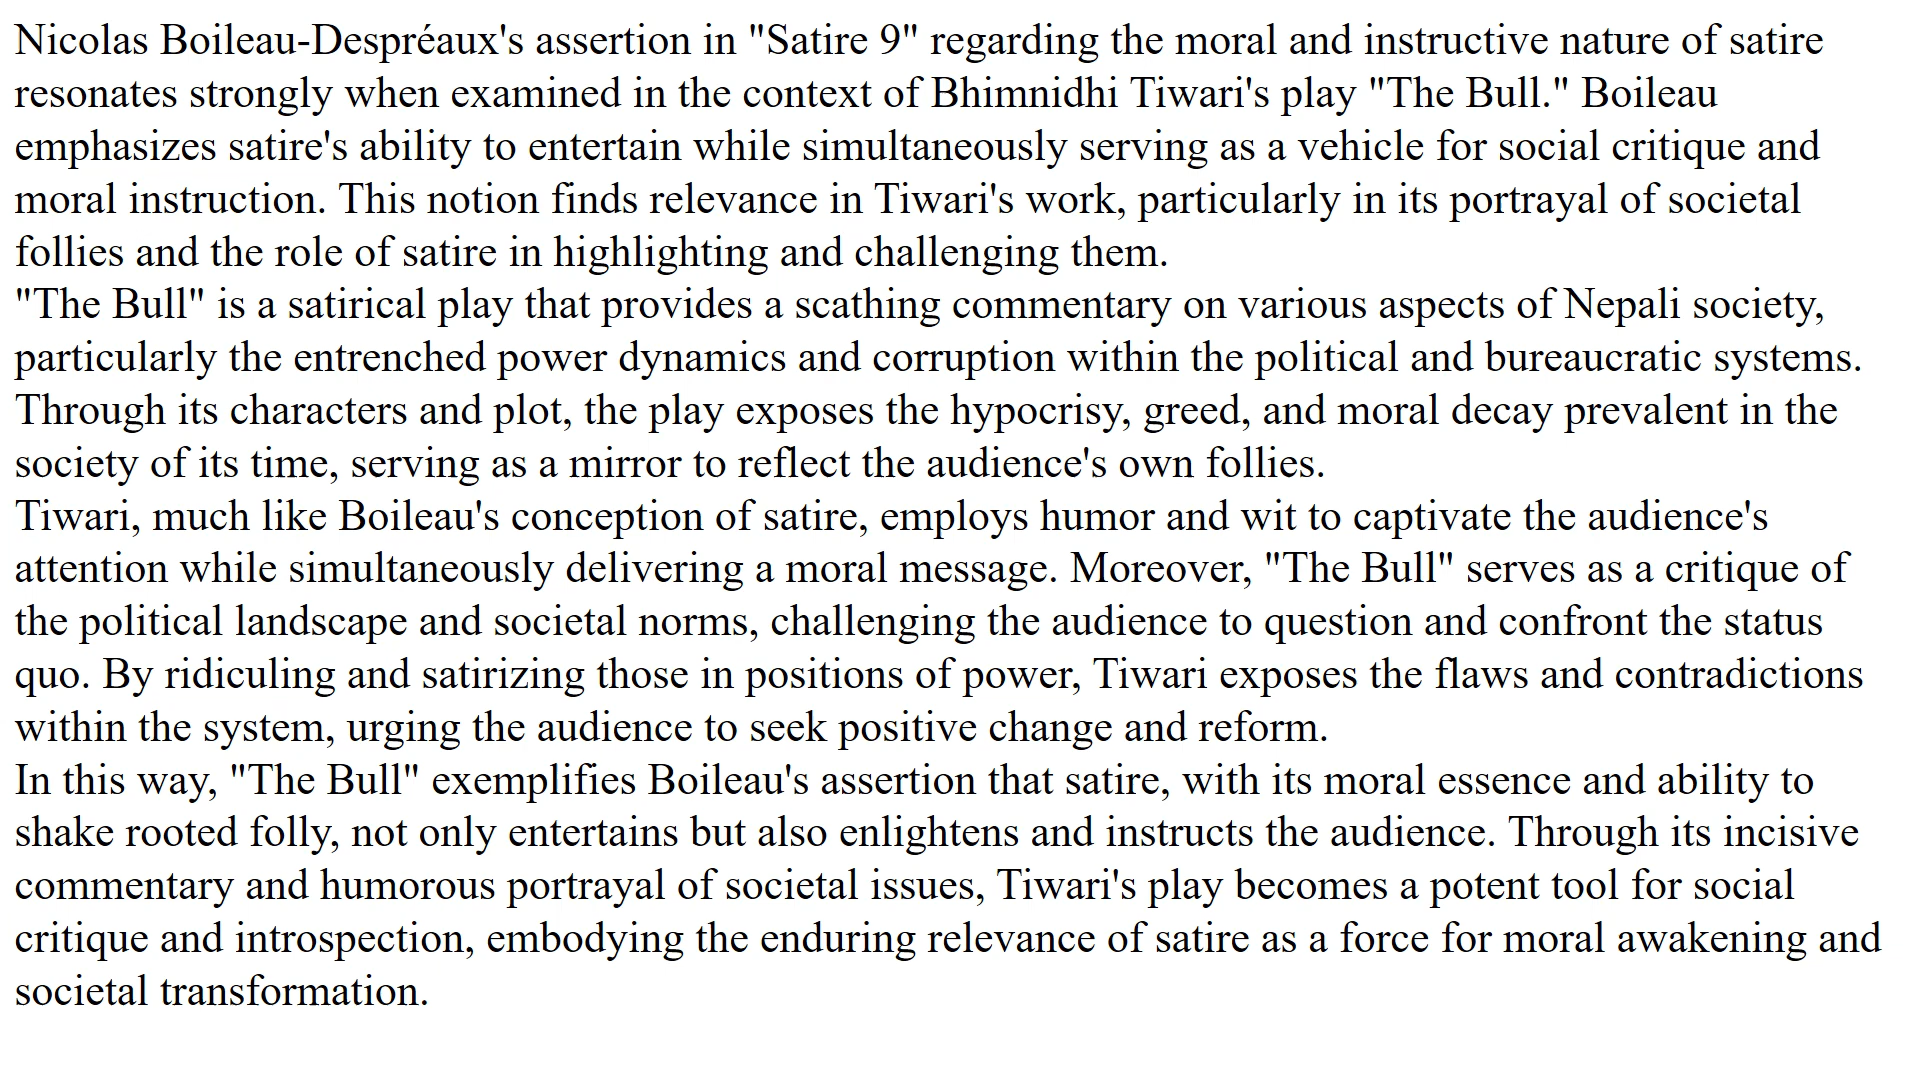 Nicolas Boileau-Despréaux's assertion in "Satire 9" regarding the moral and instructive nature of satire
resonates strongly when examined in the context of Bhimnidhi Tiwari's play "The Bull." Boileau
emphasizes satire's ability to entertain while simultaneously serving as a vehicle for social critique and
moral instruction. This notion finds relevance in Tiwari's work, particularly in its portrayal of societal
follies and the role of satire in highlighting and challenging them.
"The Bull" is a satirical play that provides a scathing commentary on various aspects of Nepali society,
particularly the entrenched power dynamics and corruption within the political and bureaucratic systems.
Through its characters and plot, the play exposes the hypocrisy, greed, and moral decay prevalent in the
society of its time, serving as a mirror to reflect the audience's own follies.
Tiwari, much like Boileau's conception of satire, employs humor and wit to captivate the audience's
attention while simultaneously delivering a moral message. Moreover, "The Bull" serves as a critique of
the political landscape and societal norms, challenging the audience to question and confront the status
quo. By ridiculing and satirizing those in positions of power, Tiwari exposes the flaws and contradictions
within the system, urging the audience to seek positive change and reform.
In this way, "The Bull" exemplifies Boileau's assertion that satire, with its moral essence and ability to
shake rooted folly, not only entertains but also enlightens and instructs the audience. Through its incisive
commentary and humorous portrayal of societal issues, Tiwari's play becomes a potent tool for social
critique and introspection, embodying the enduring relevance of satire as a force for moral awakening and
societal transformation.